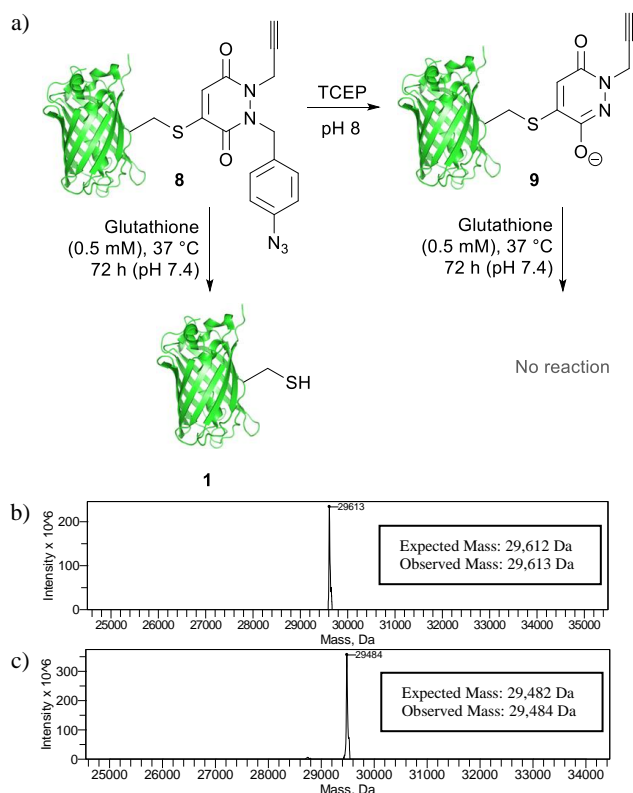 a)
O
N
N
O
S
N₃
8
TCEP
pH 8
O
N
N
S
O
⊖
9
Glutathione
(0.5 mM), 37 °C
72 h (pH 7.4)
Glutathione
(0.5 mM), 37 °C
72 h (pH 7.4)
SH
1
No reaction
b)
Intensity x 10^6
200
100
0
29613
Expected Mass: 29,612 Da
Observed Mass: 29,613 Da
25000 26000 27000 28000 29000 30000 31000 32000 33000 34000 35000
Mass, Da
c)
Intensity x 10^6
300
200
100
0
29484
Expected Mass: 29,482 Da
Observed Mass: 29,484 Da
25000 26000 27000 28000 29000 30000 31000 32000 33000 34000
Mass, Da